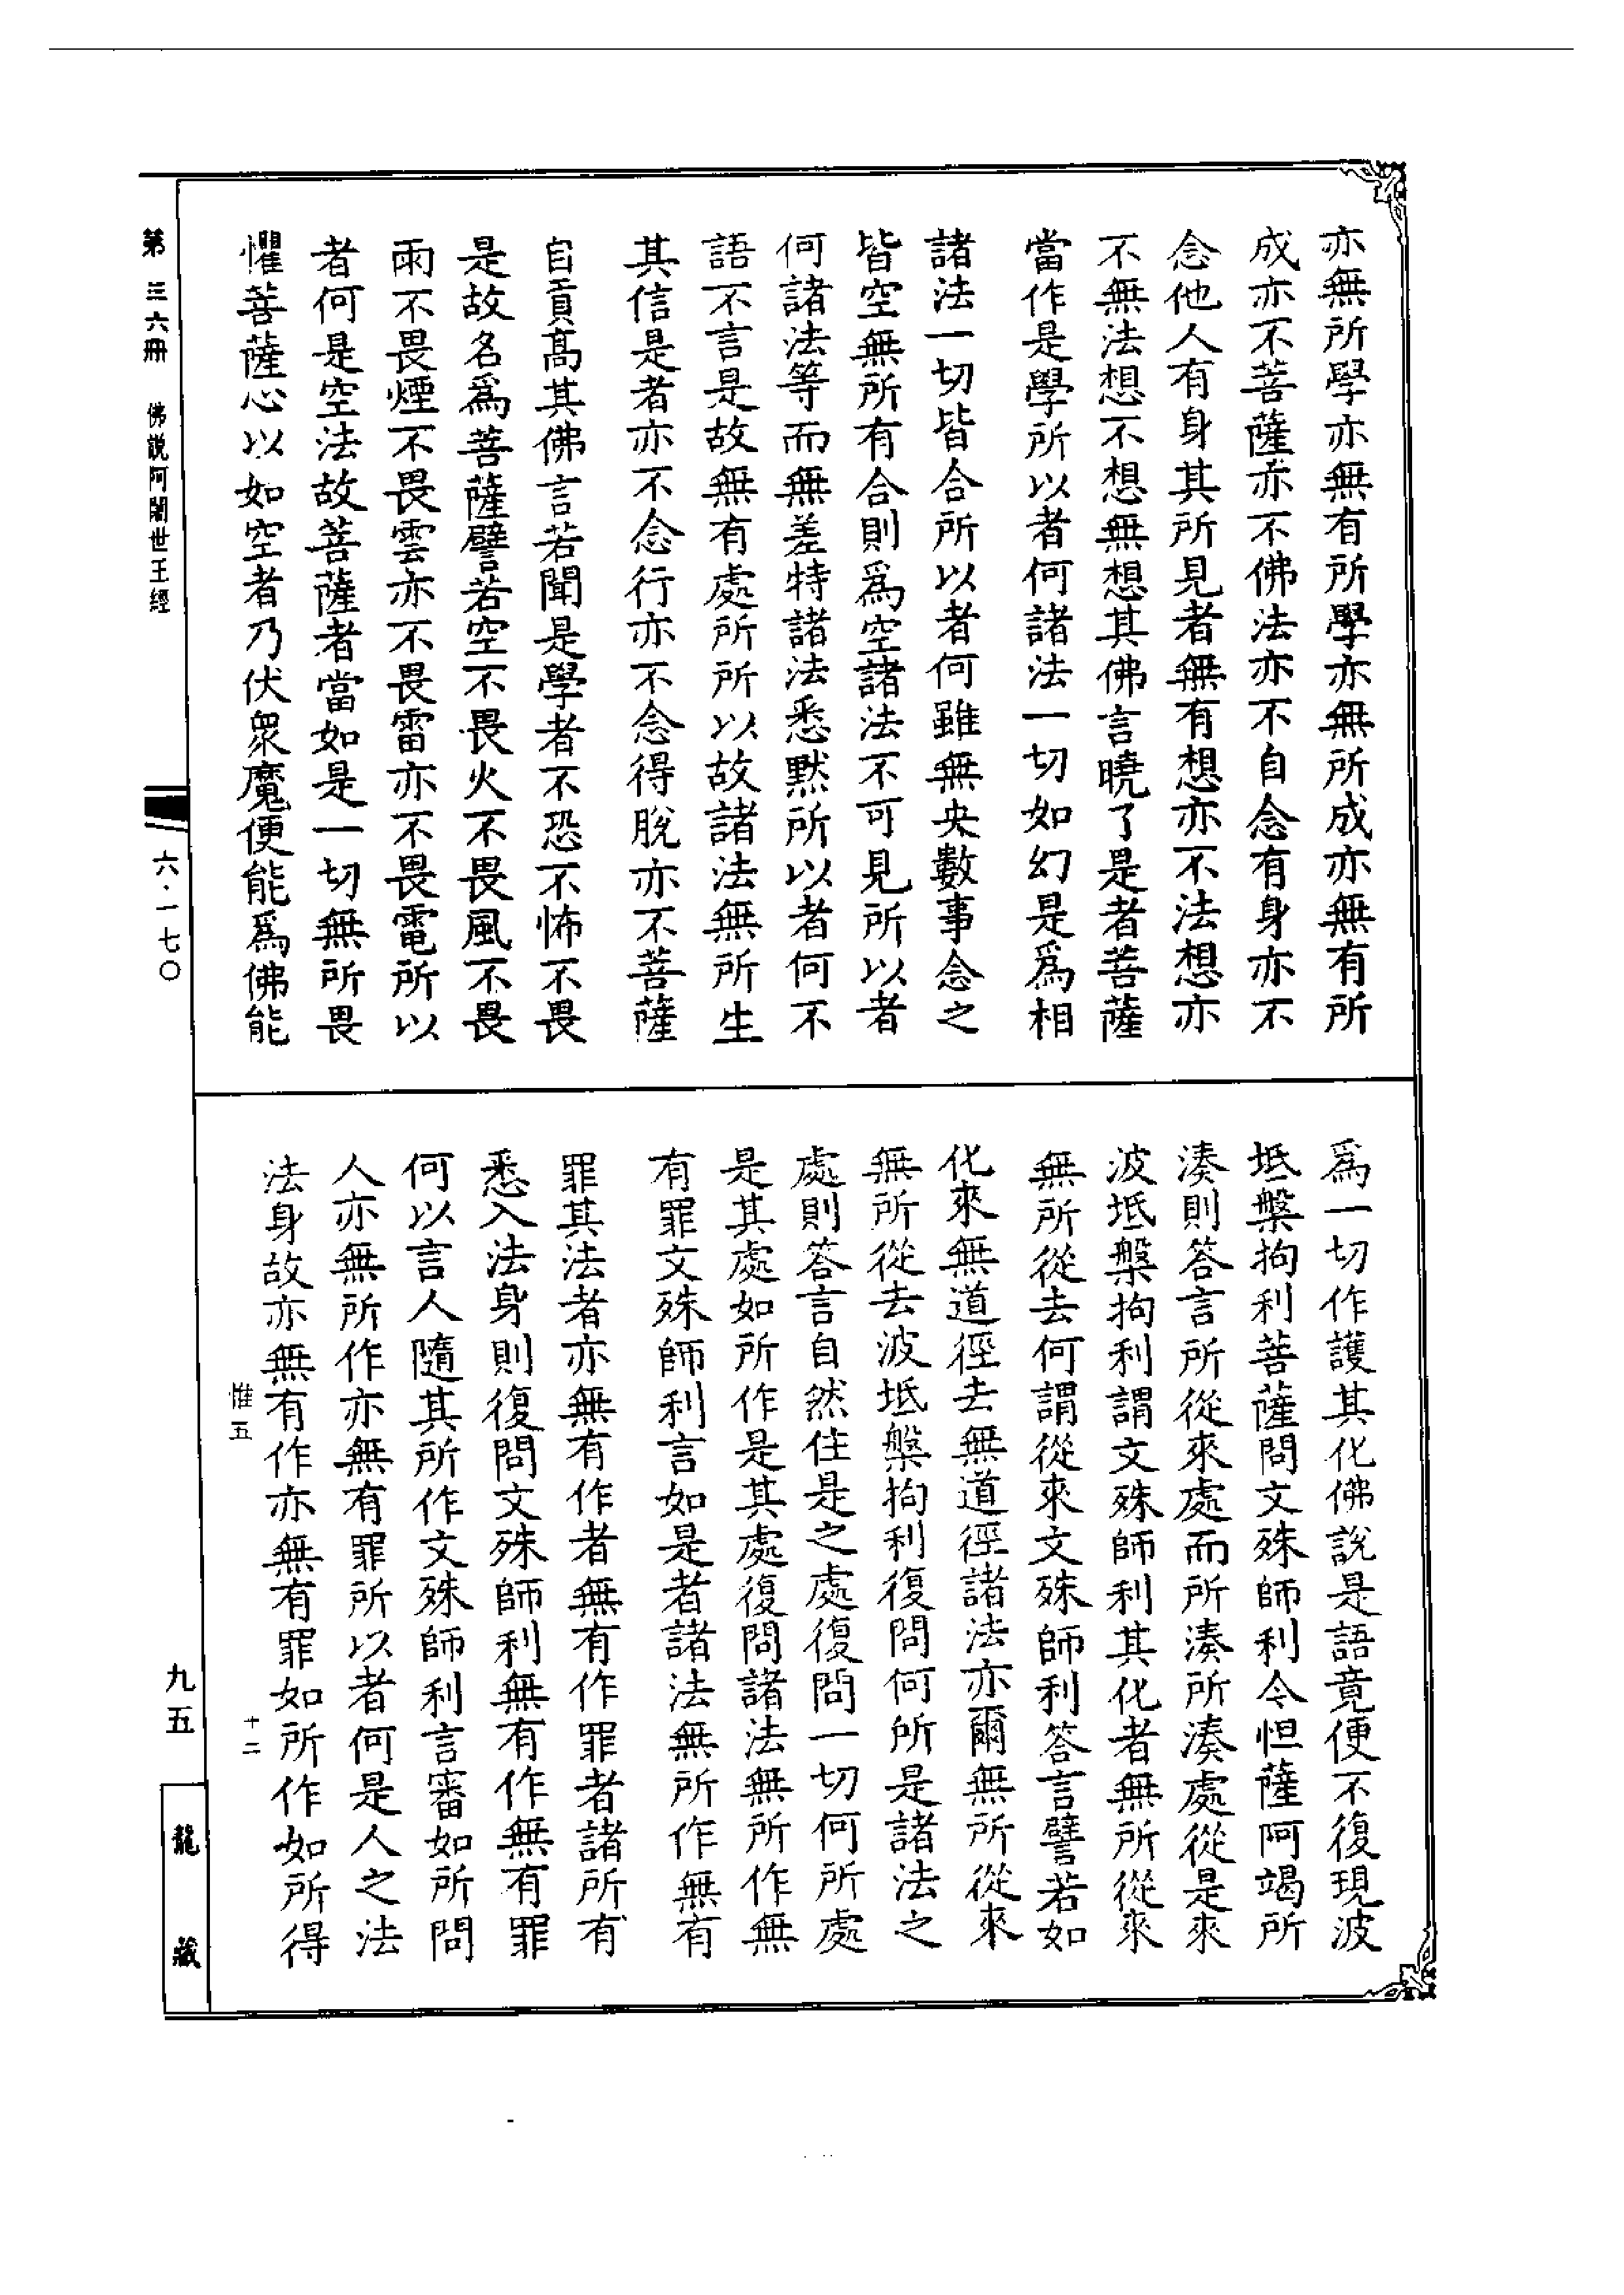 亦無所學亦無有所學亦無所成亦無有所
成亦不菩薩亦不佛法亦不自念有身亦不
念他人有身其所見者無有想亦不法想亦
不無法想不想無想其佛言曉了是者菩薩
當作是學所以者何諸法一切如幻是爲相
諸法一切皆合所以者何雖無央數事念之
皆空無所有合則爲空諸法不可見所以者
何諸法等而無差特諸法悉默所以者何不
語不言是故無有處所所以故諸法無所生
其信是者亦不念行亦不念得脫亦不菩薩
自貢高其佛言若聞是學者不恐不怖不畏
是故名爲菩薩譬若空不畏火不畏風不畏
雨不畏煙不畏雲亦不畏雷亦不畏電所以
者何是空法故菩薩者當如是一切無所畏
懼菩薩心以如空者乃伏衆魔便能爲佛能
爲一切作護其化佛說是語竟便不復現波
坻槃拘利菩薩問文殊師利令怛薩阿竭所
湊則答言所從來處而所湊所湊處從是來
波坻槃拘利謂文殊師利其化者無所從來
無所從去何謂從來文殊師利答言譬若如
化來無道徑去無道徑諸法亦爾無所從來
無所從去波坻槃拘利復問何所是諸法之
處則答言自然住是之處復問一切何所處
是其處如所作是其處復問諸法無所作無
有罪文殊師利言如是者諸法無所作無有
罪其法者亦無有作者無有作罪者諸所有
悉入法身則復問文殊師利無有作無有罪
何以言人隨其所作文殊師利言審如所問
人亦無所作亦無有罪所以者何是人之法
法身故亦無有作亦無有罪如所作如所得
惟五
十二
第三六冊 佛說阿闍世王經
六·一七〇
九五
龍藏